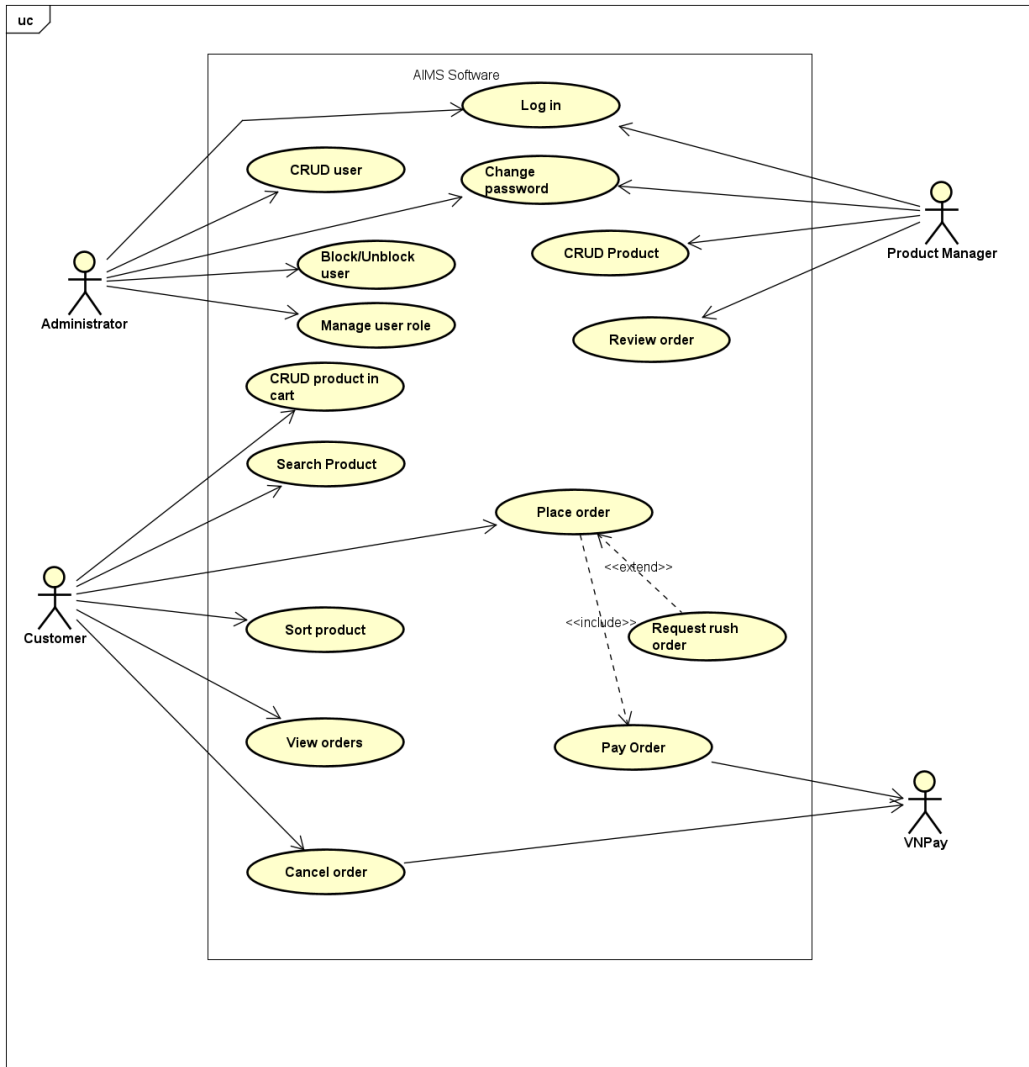 uc
AIMS Software
Log in
CRUD user
Change
password
Product Manager
CRUD Product
Block/Unblock
user
Administrator
Manage user role
Review order
CRUD product in
cart
Search Product
Place order
<<extend>>
Customer
Sort product
<<include>>
Request rush
order
View orders
Pay Order
VNPay
Cancel order